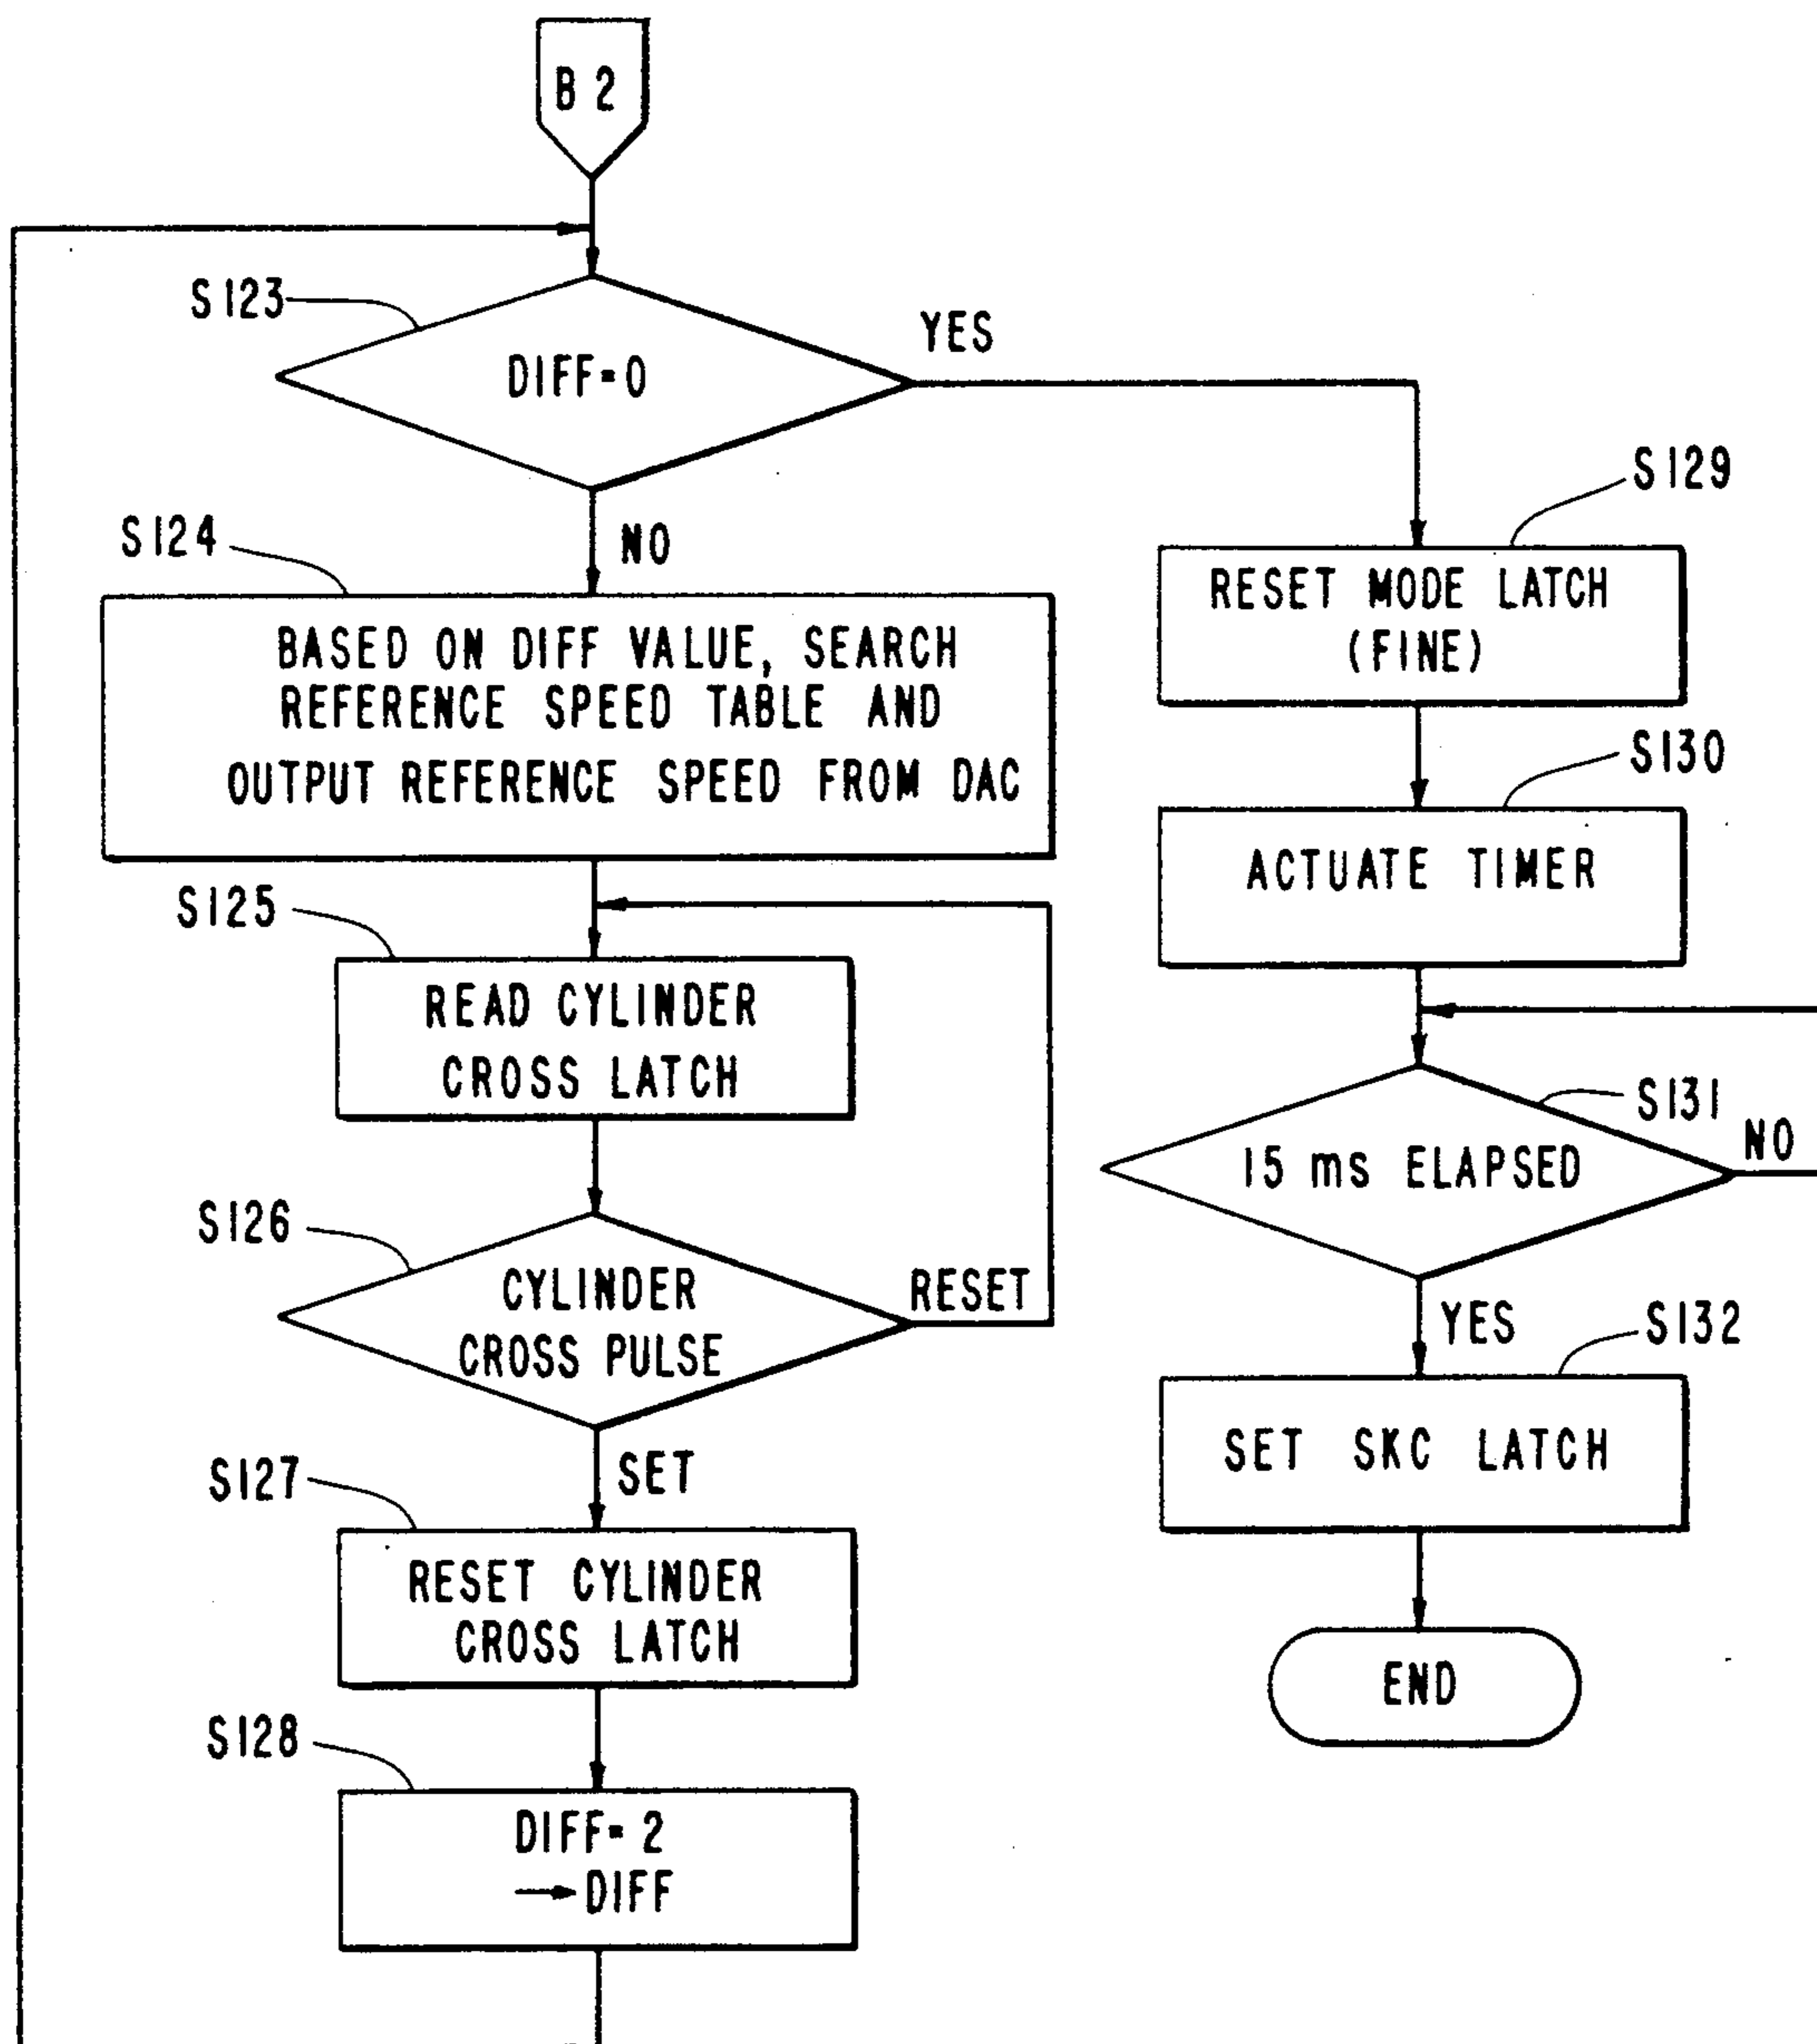 B 2
S123
DIFF=0
YES
NO
S124
BASED ON DIFF VALUE, SEARCH
REFERENCE SPEED TABLE AND
OUTPUT REFERENCE SPEED FROM DAC
S125
READ CYLINDER
CROSS LATCH
S126
CYLINDER
CROSS PULSE
RESET
SET
S127
RESET CYLINDER
CROSS LATCH
S128
DIFF= 2
→DIFF
S129
RESET MODE LATCH
(FINE)
S130
ACTUATE TIMER
S131
15 ms ELAPSED
NO
YES
S132
SET SKC LATCH
END